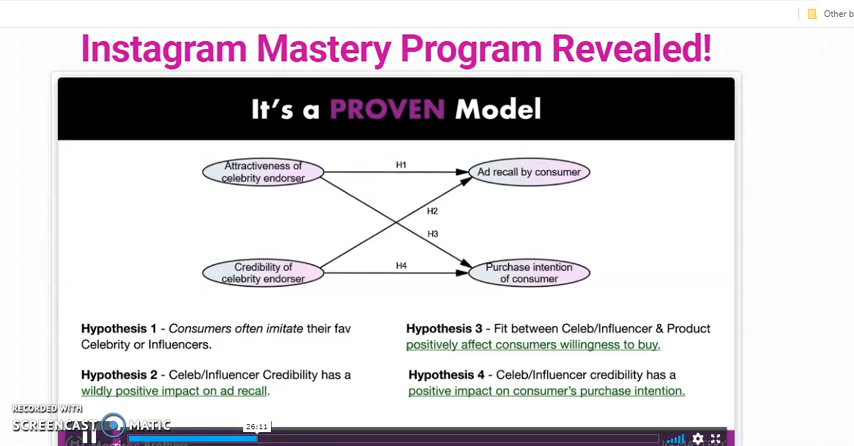 Other b
Instagram Mastery Program Revealed!
It's a PROVEN Model
Attractiveness of
celebrity endorser
H1
Ad recall by consumer
H2
H3
Credibility of
celebrity endorser
H4
Purchase intention
of consumer
Hypothesis 1 - Consumers often imitate their fav
Celebrity or Influencers.
Hypothesis 2 - Celeb/Influencer Credibility has a
wildly positive impact on ad recall.
Hypothesis 3 - Fit between Celeb/Influencer & Product
positively affect consumers willingness to buy.
Hypothesis 4 - Celeb/Influencer credibility has a
positive impact on consumer's purchase intention.
RECORDED WITH
SCREENCAST MATIC
26:11